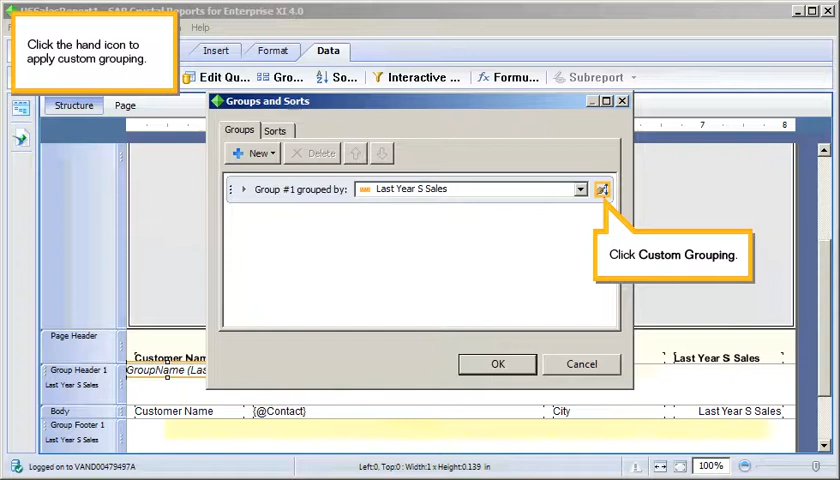 SAP Crystal Reports for Enterprise XI 4.0
Click the hand icon to
apply custom grouping.
Help
Insert
Format
Data
Edit Qu...
Gro...
So...
Interactive ...
Formu...
Subreport
Structure
Page
7
8
Groups and Sorts
Groups
Sorts
New
Delete
Group #1 grouped by:
Last Year S Sales
Click Custom Grouping.
OK
Cancel
Page Header
Customer Nam
Last Year S Sales
Group Header 1
GroupName (Las
Last Year S Sales
Body
Customer Name
{@Contact}
City
Last Year S Sales
Group Footer 1
Last Year S Sales
Logged on to VAND00479497A
Left:0, Top:0 : Width:1 x Height:0.139 in
100%